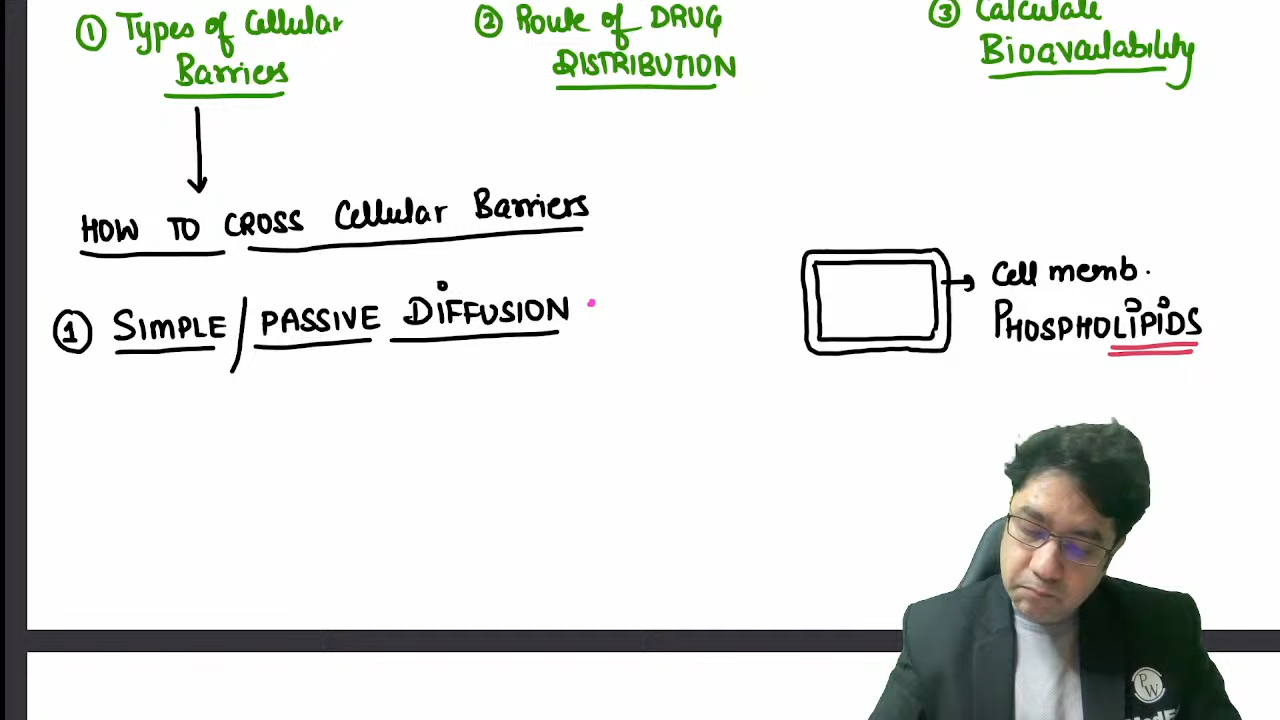 ① Types of Cellular
Barriers
② Route of DRUG
DISTRIBUTION
③ Calculate
Bioavailability
HOW TO CROSS Cellular Barriers
① SIMPLE/PASSIVE DIFFUSION
Cell memb.
PHOSPHOLIPIDS
PW